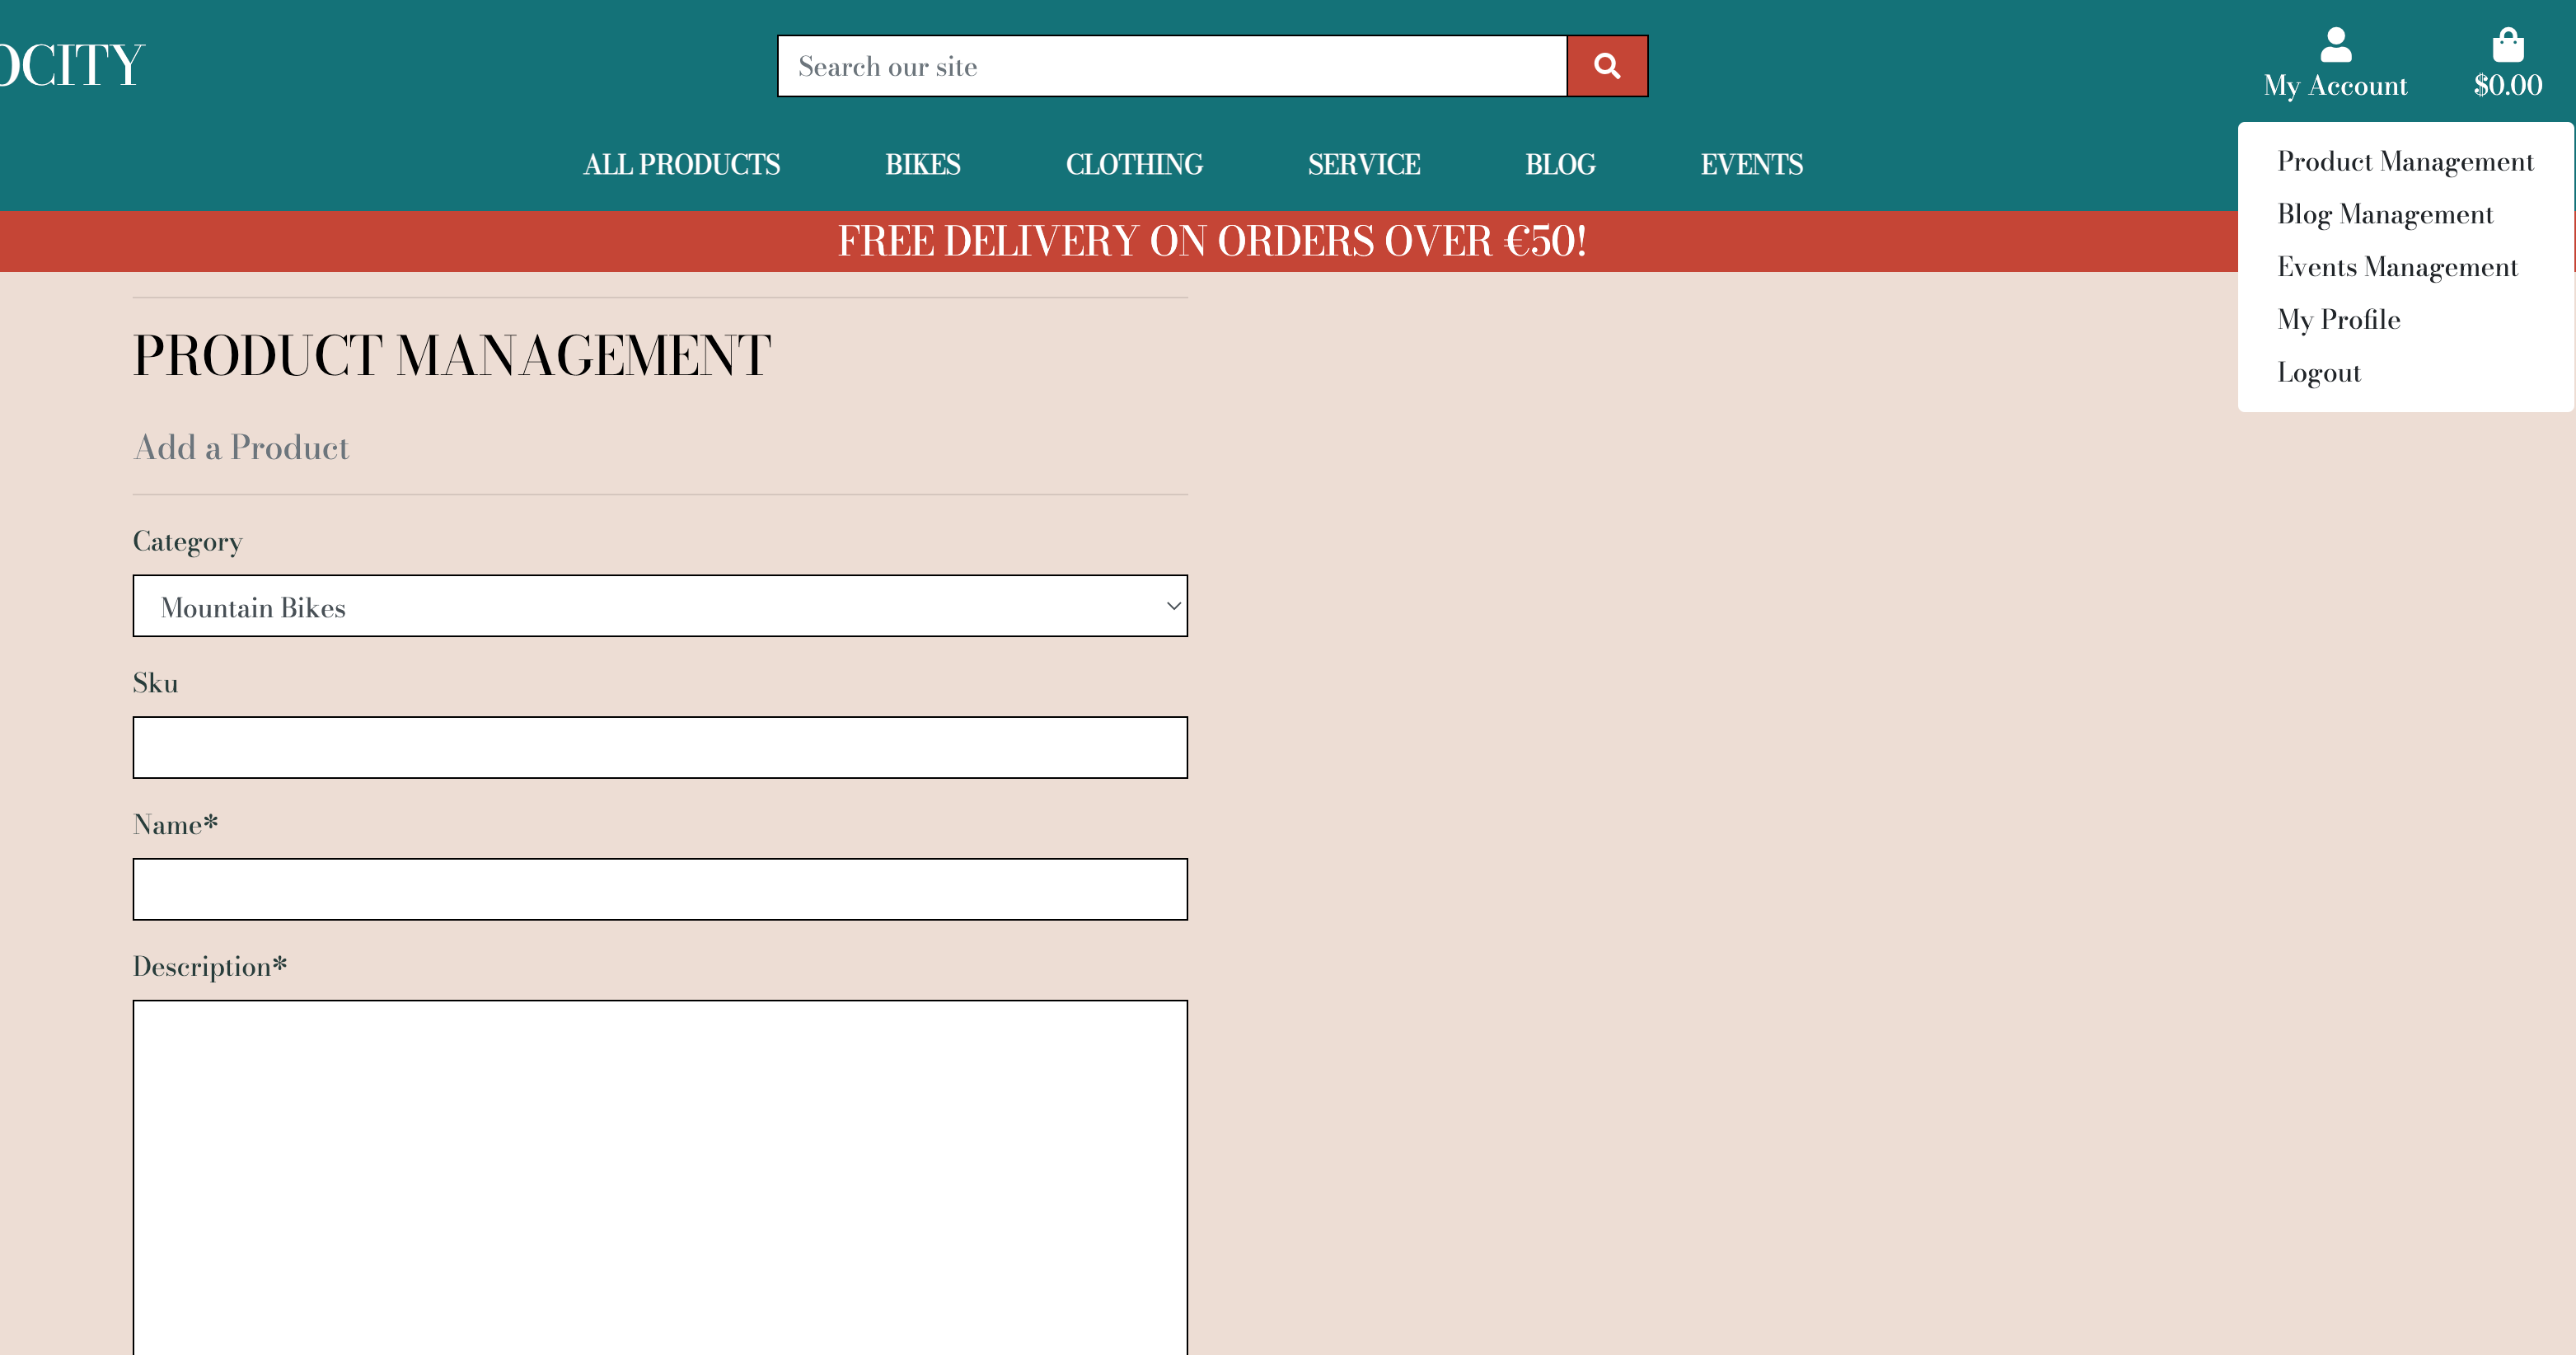 OCITY
Search our site
My Account
$0.00
ALL PRODUCTS
BIKES
CLOTHING
SERVICE
BLOG
EVENTS
FREE DELIVERY ON ORDERS OVER €50!
Product Management
Blog Management
Events Management
My Profile
Logout
PRODUCT MANAGEMENT
Add a Product
Category
Mountain Bikes
Sku
Name*
Description*